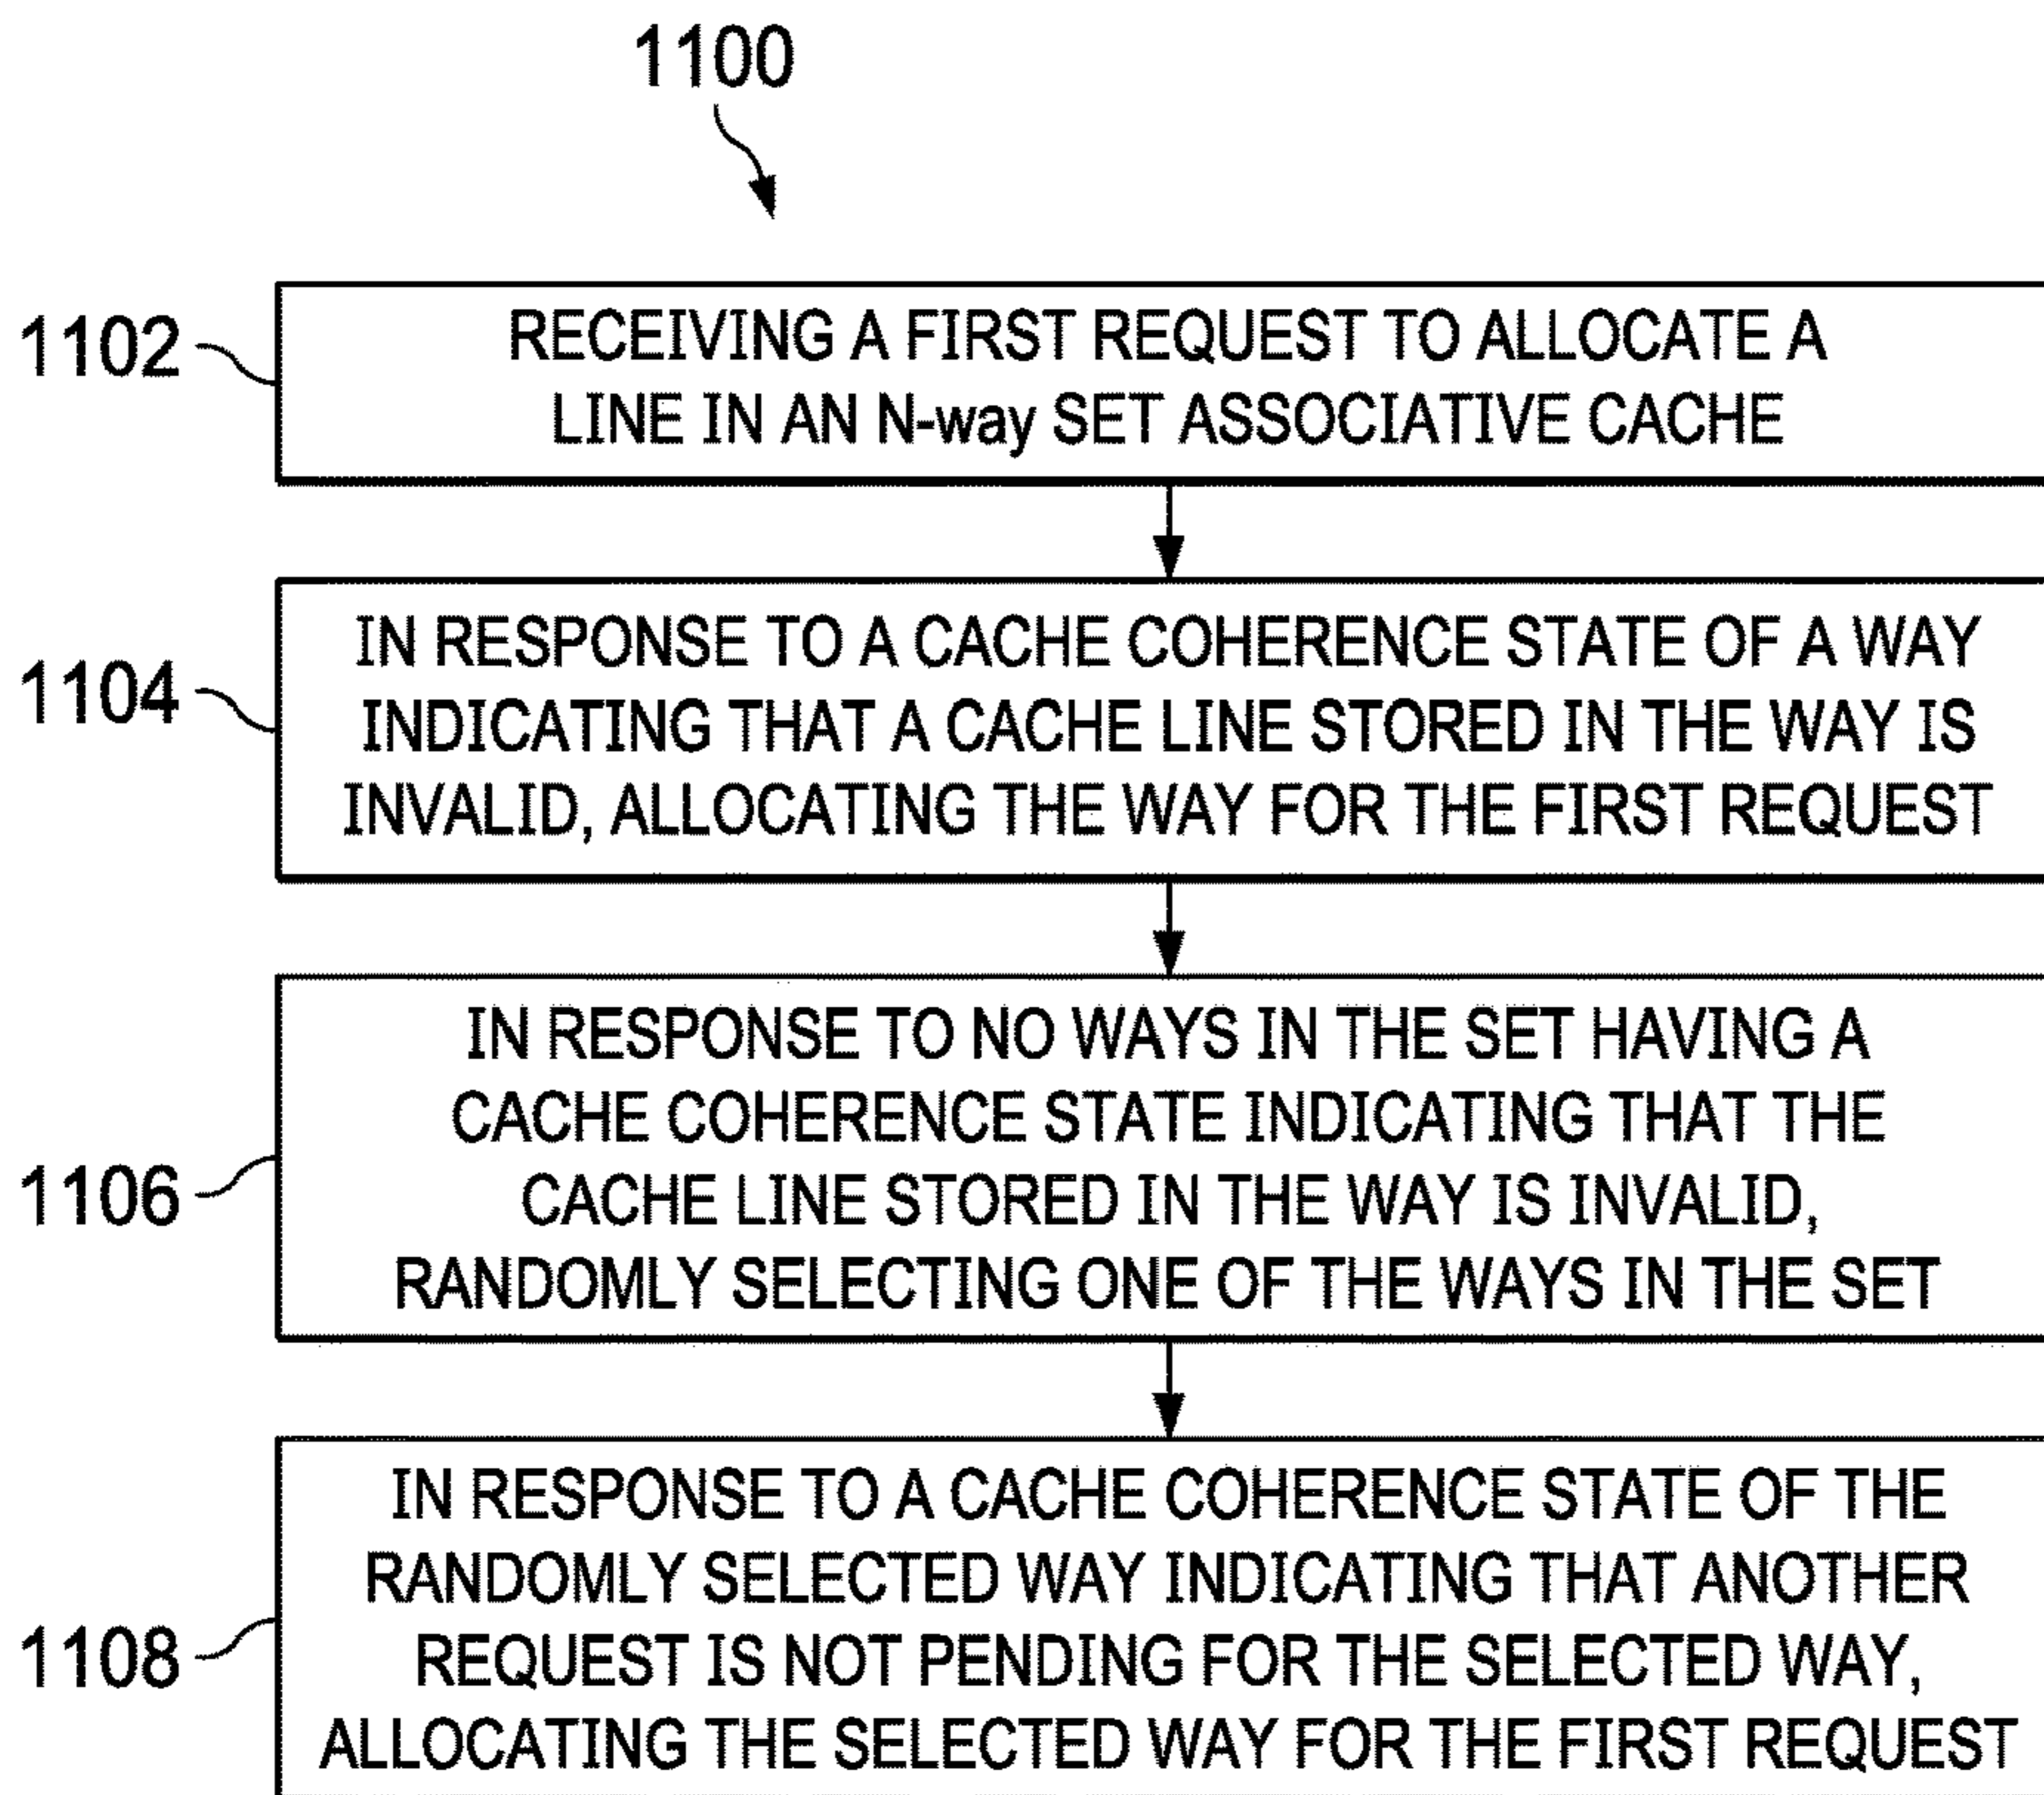 1100
1102
RECEIVING A FIRST REQUEST TO ALLOCATE A
LINE IN AN N-way SET ASSOCIATIVE CACHE
1104
IN RESPONSE TO A CACHE COHERENCE STATE OF A WAY
INDICATING THAT A CACHE LINE STORED IN THE WAY IS
INVALID, ALLOCATING THE WAY FOR THE FIRST REQUEST
1106
IN RESPONSE TO NO WAYS IN THE SET HAVING A
CACHE COHERENCE STATE INDICATING THAT THE
CACHE LINE STORED IN THE WAY IS INVALID,
RANDOMLY SELECTING ONE OF THE WAYS IN THE SET
1108
IN RESPONSE TO A CACHE COHERENCE STATE OF THE
RANDOMLY SELECTED WAY INDICATING THAT ANOTHER
REQUEST IS NOT PENDING FOR THE SELECTED WAY,
ALLOCATING THE SELECTED WAY FOR THE FIRST REQUEST